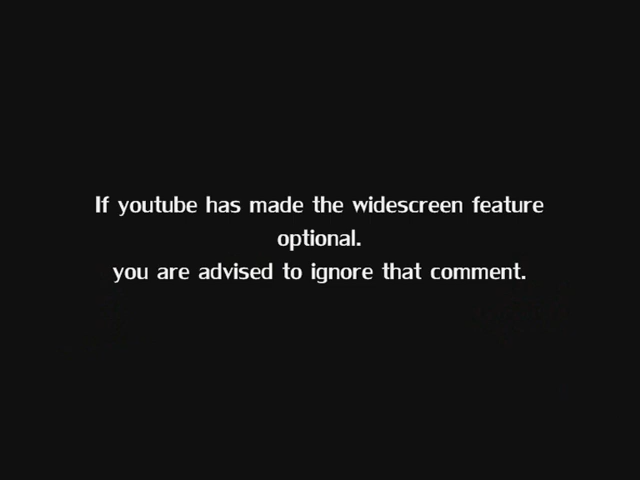 If youtube has made the widescreen feature
optional.
you are advised to ignore that comment.